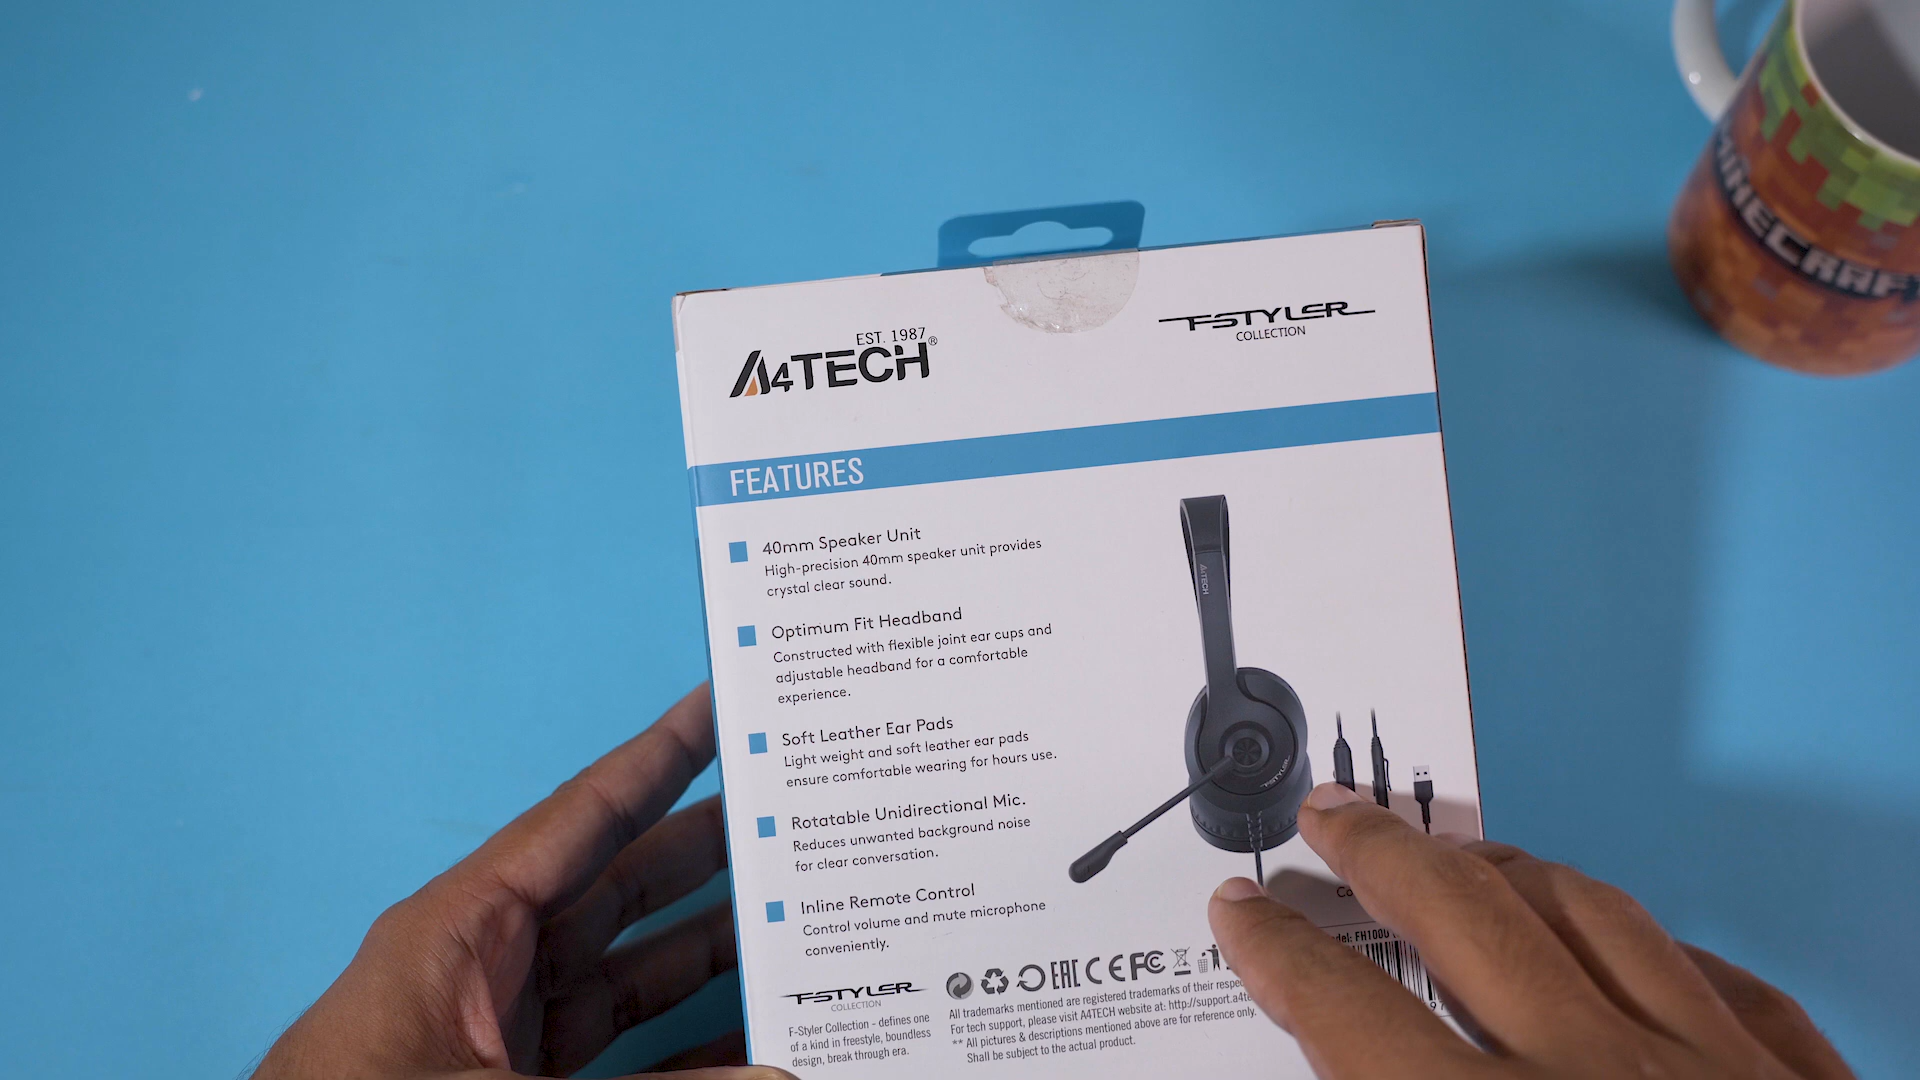 EST. 1987
A4TECH®
FSTYLER
COLLECTION
FEATURES
40mm Speaker Unit
High-precision 40mm speaker unit provides
crystal clear sound.
Optimum Fit Headband
Constructed with flexible joint ear cups and
adjustable headband for a comfortable
experience.
Soft Leather Ear Pads
Light weight and soft leather ear pads
ensure comfortable wearing for hours use.
Rotatable Unidirectional Mic.
Reduces unwanted background noise
for clear conversation.
Inline Remote Control
Control volume and mute microphone
conveniently.
A4TECH
FSTYLER
FSTYLER
COLLECTION
F-Styler Collection - defines one
of a kind in freestyle, boundless
design, break through era.
EAC CE FC
All trademarks mentioned are registered trademarks of their
For tech support, please visit A4TECH website at:
** All pictures & descriptions mentioned above are for reference only.
Shall be subject to the actual product.
MINECRAFT